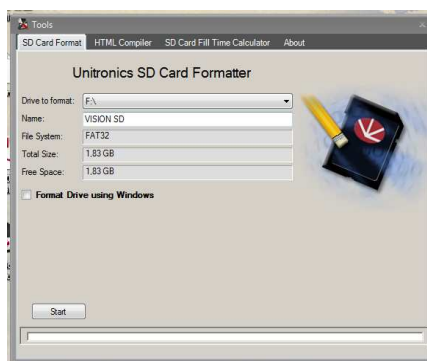 Tools
SD Card Format HTML Compiler SD Card Fill Time Calculator About
Unitronics SD Card Formatter
Drive to format: F:\
Name: VISION SD
File System: FAT32
Total Size: 1.83 GB
Free Space: 1.83 GB
Format Drive using Windows
Start